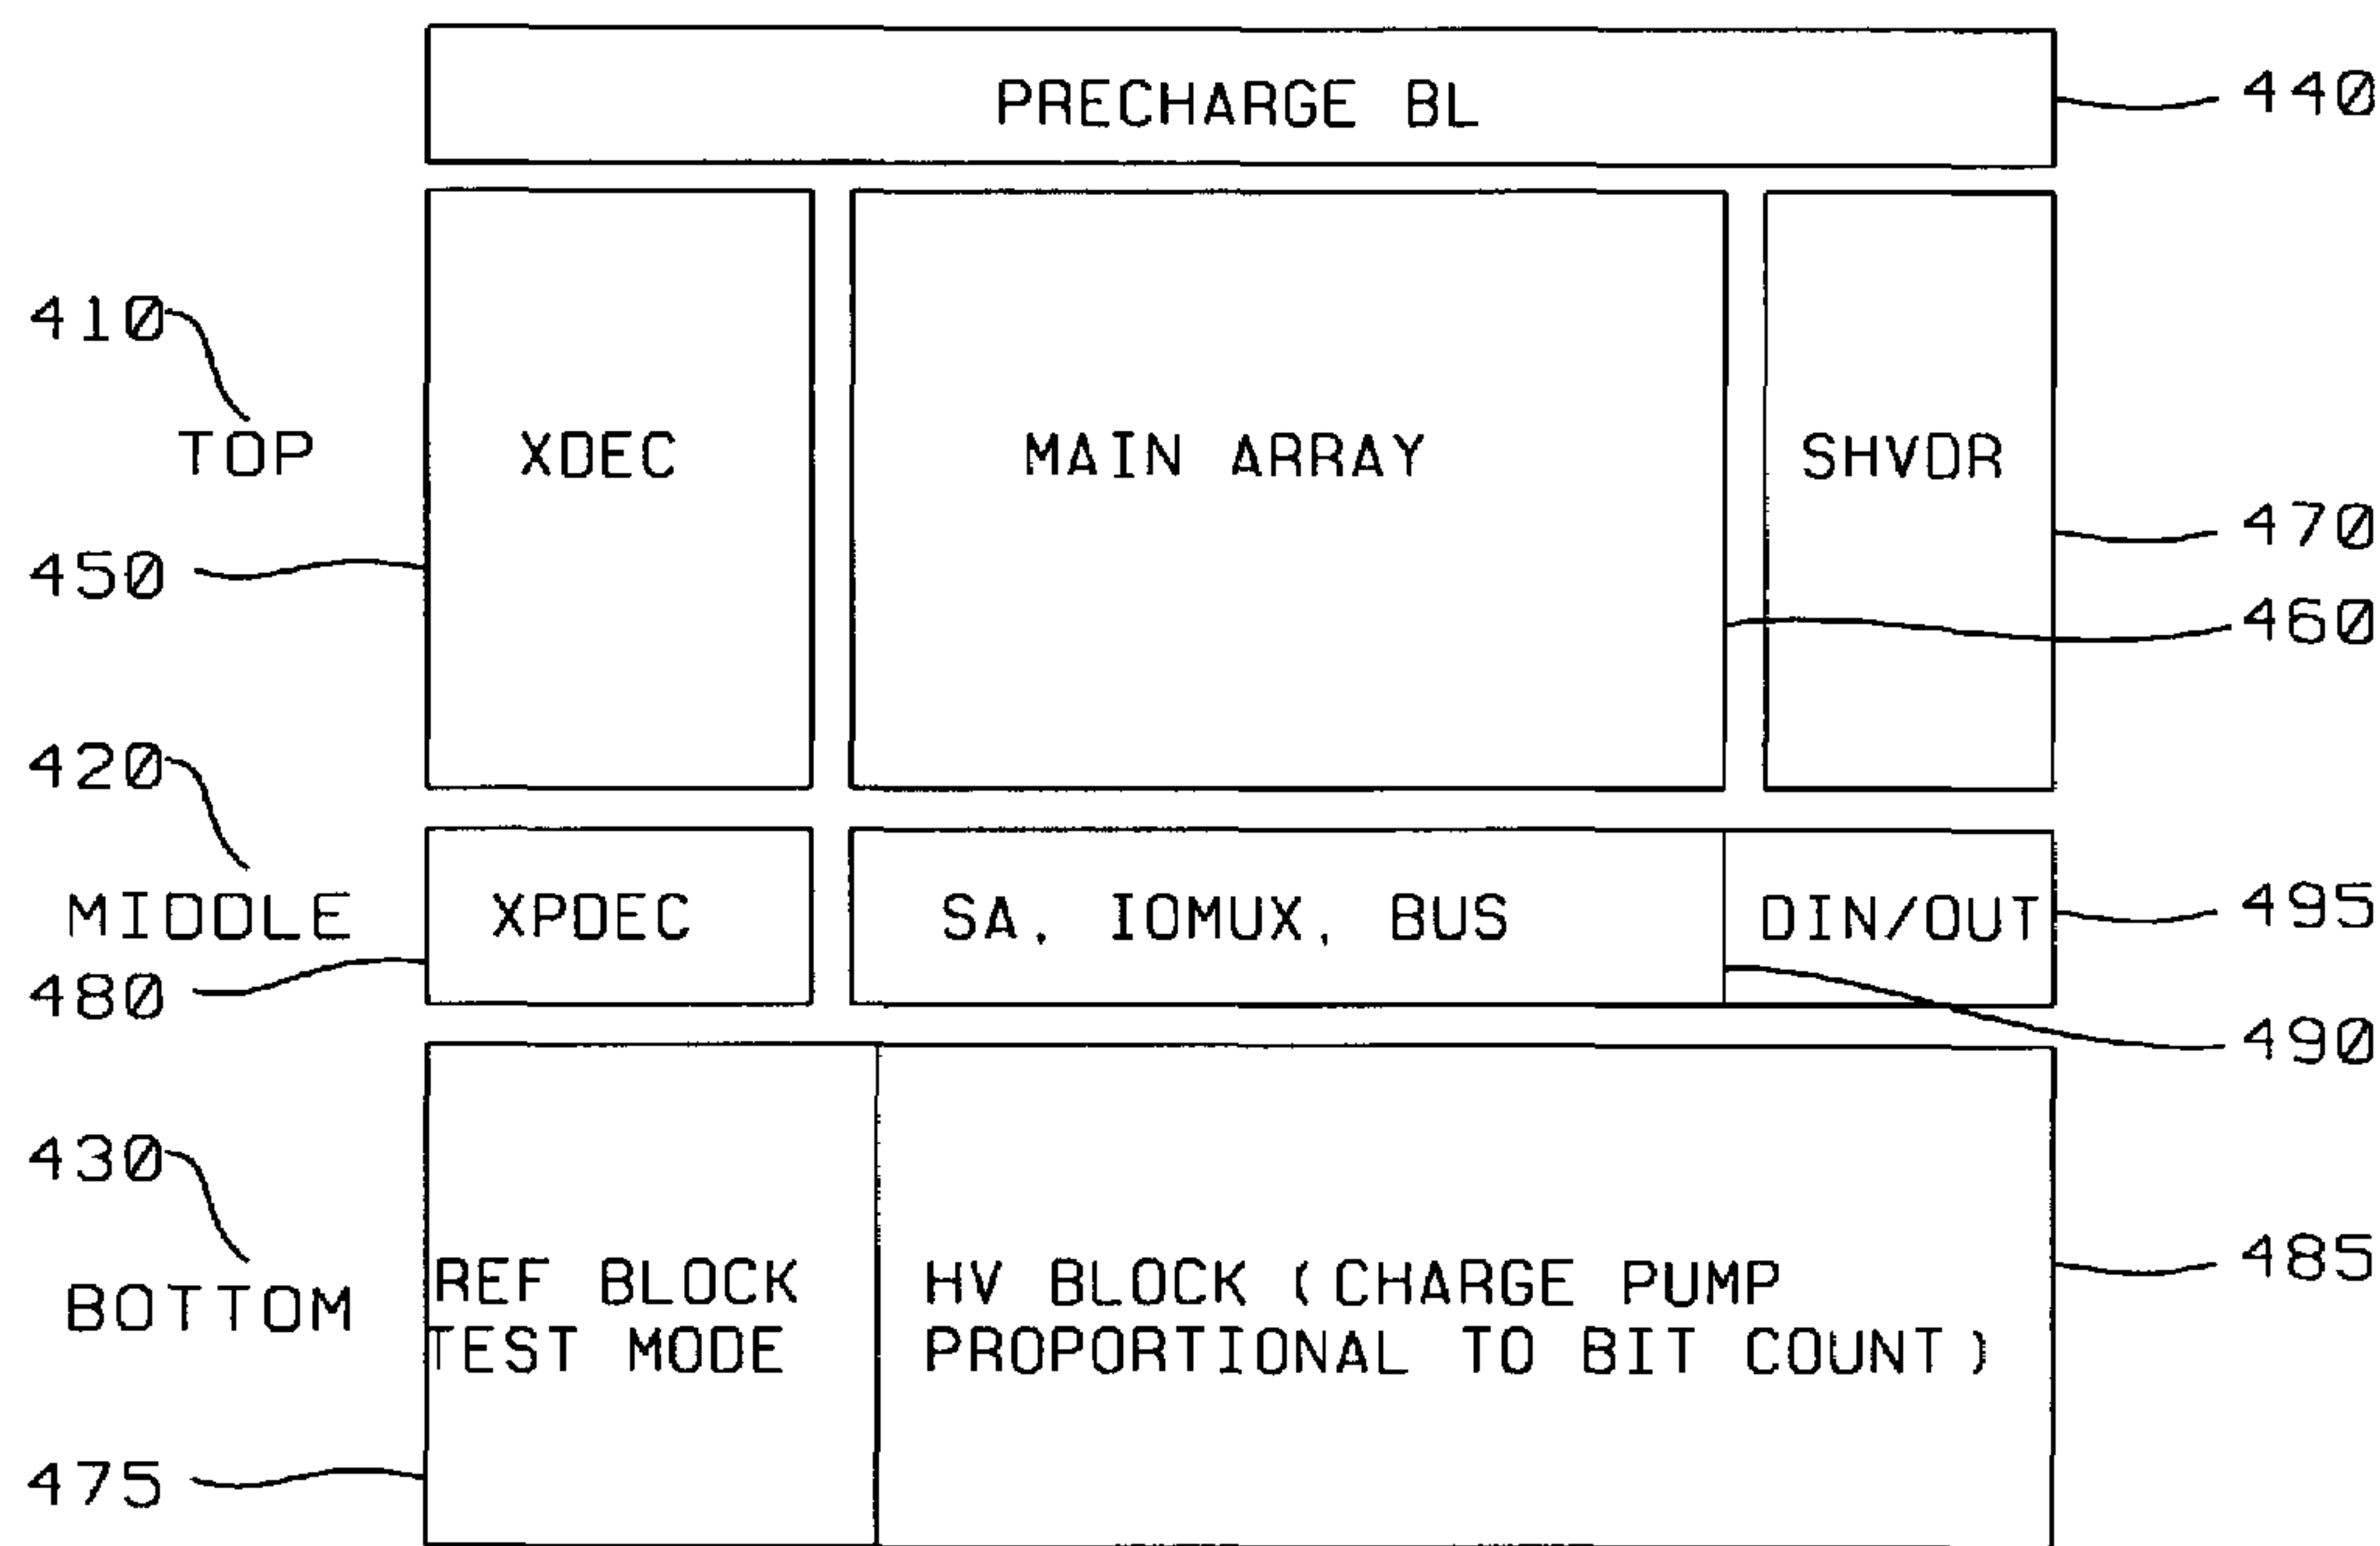 PRECHARGE BL
440
410
TOP
XDEC
MAIN ARRAY
SHVDR
470
450
460
420
MIDDLE
XPDEC
SA, IOMUX, BUS
DIN/OUT
495
480
490
430
BOTTOM
REF BLOCK
TEST MODE
HV BLOCK (CHARGE PUMP
PROPORTIONAL TO BIT COUNT)
485
475